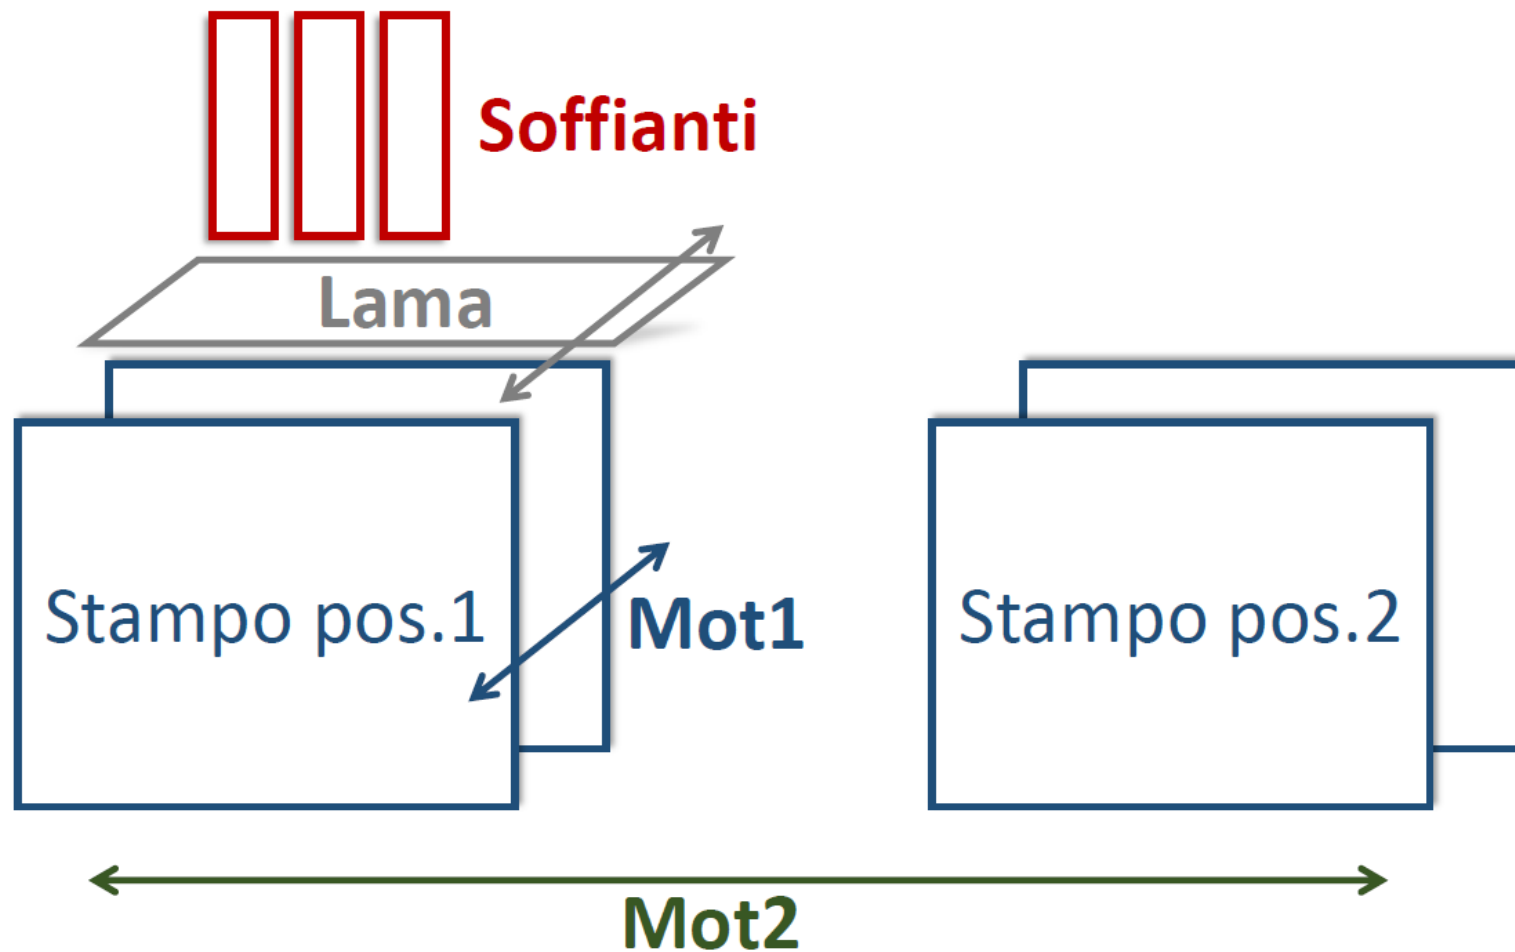 Soffianti
Lama
Stampo pos.1
Mot1
Stampo pos.2
Mot2